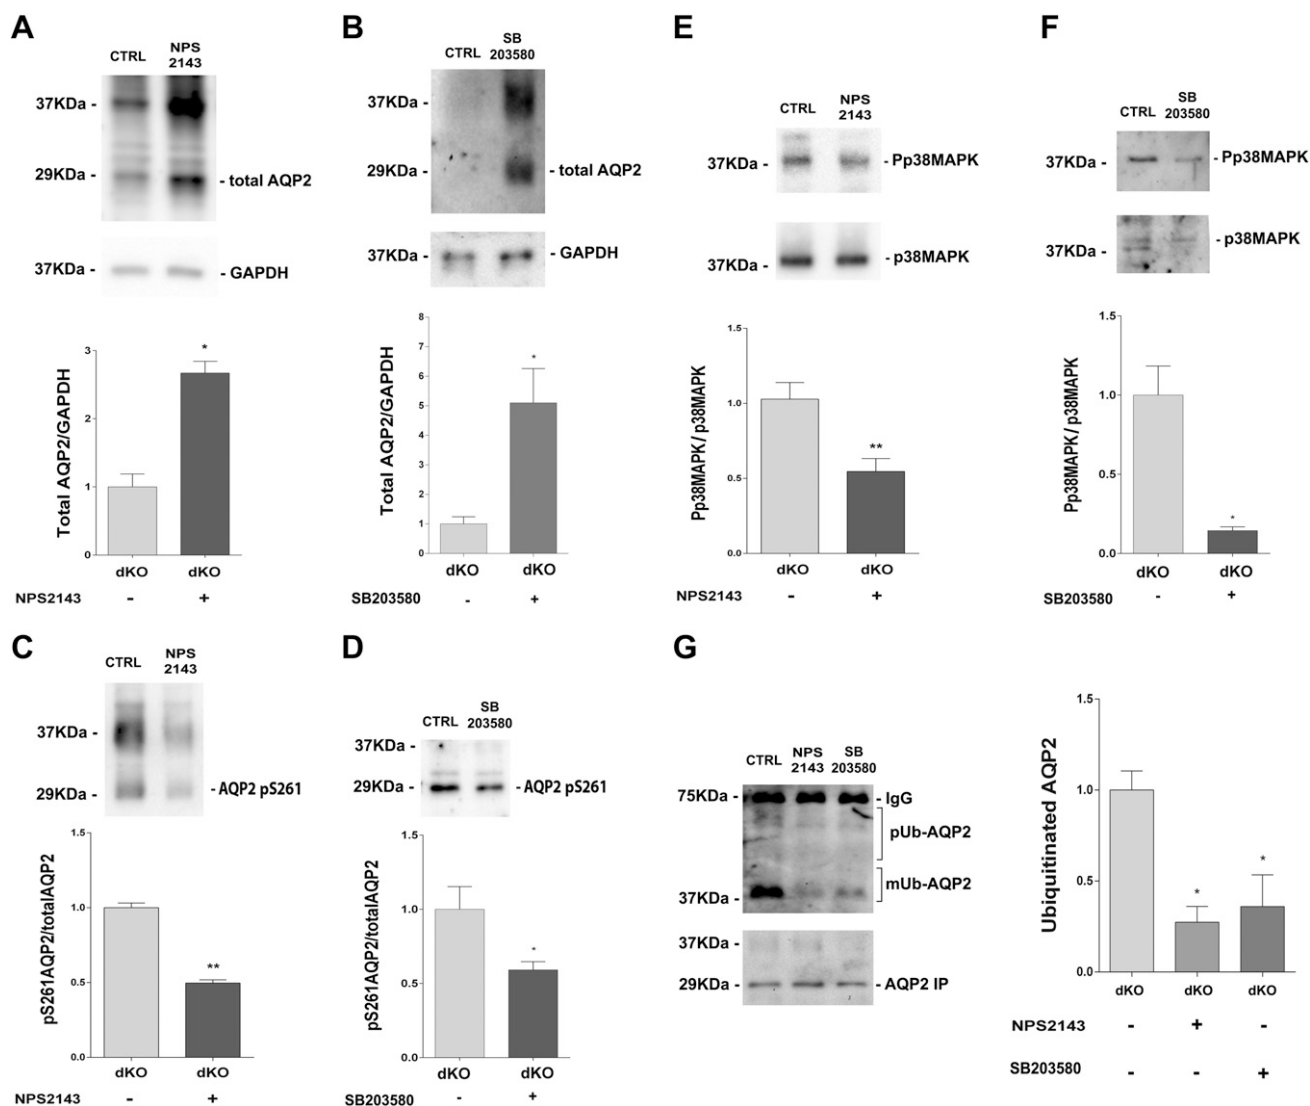 A
CTRL
NPS
2143
37KDa -
29KDa -
- total AQP2
37KDa -
- GAPDH
Total AQP2/GAPDH
3
2
1
0
*
dKO
dKO
NPS2143
-
+
B
CTRL
SB
203580
37KDa -
29KDa -
- total AQP2
37KDa -
- GAPDH
Total AQP2/GAPDH
8
7
6
5
4
3
2
1
0
*
dKO
dKO
SB203580
-
+
E
CTRL
NPS
2143
37KDa -
- Pp38MAPK
37KDa -
- p38MAPK
Pp38MAPK/ p38MAPK
1.5
1.0
0.5
0.0
**
dKO
dKO
NPS2143
-
+
F
CTRL
SB
203580
37KDa -
- Pp38MAPK
37KDa -
- p38MAPK
Pp38MAPK/ p38MAPK
1.5
1.0
0.5
0.0
*
dKO
dKO
SB203580
-
+
C
CTRL
NPS
2143
37KDa -
29KDa -
- AQP2 pS261
pS261AQP2/totalAQP2
1.5
1.0
0.5
0.0
**
dKO
dKO
NPS2143
-
+
D
CTRL
SB
203580
37KDa -
29KDa -
- AQP2 pS261
pS261AQP2/totalAQP2
1.5
1.0
0.5
0.0
*
dKO
dKO
SB203580
-
+
G
CTRL
NPS
2143
SB
203580
75KDa -
- IgG
pUb-AQP2
mUb-AQP2
37KDa -
37KDa -
29KDa -
- AQP2 IP
Ubiquitinated AQP2
1.5
1.0
0.5
0.0
*
*
dKO
dKO
dKO
NPS2143
-
+
-
SB203580
-
-
+